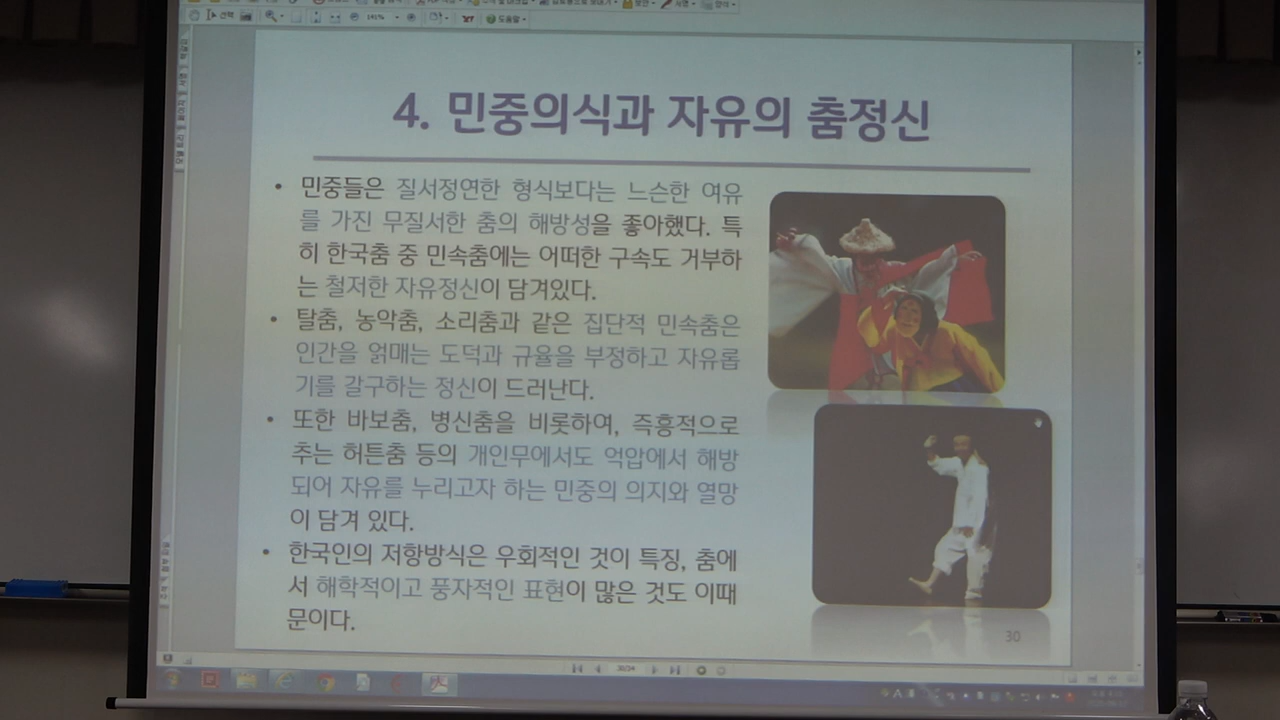 선택
141%
도움말
4. 민중의식과 자유의 춤정신
• 민중들은 질서정연한 형식보다는 느슨한 여유
를 가진 무질서한 춤의 해방성을 좋아했다. 특
히 한국춤 중 민속춤에는 어떠한 구속도 거부하
는 철저한 자유정신이 담겨있다.
• 탈춤, 농악춤, 소리춤과 같은 집단적 민속춤은
인간을 얽매는 도덕과 규율을 부정하고 자유롭
기를 갈구하는 정신이 드러난다.
• 또한 바보춤, 병신춤을 비롯하여, 즉흥적으로
추는 허튼춤 등의 개인무에서도 억압에서 해방
되어 자유를 누리고자 하는 민중의 의지와 열망
이 담겨 있다.
• 한국인의 저항방식은 우회적인 것이 특징, 춤에
서 해학적이고 풍자적인 표현이 많은 것도 이때
문이다.
30
30/34